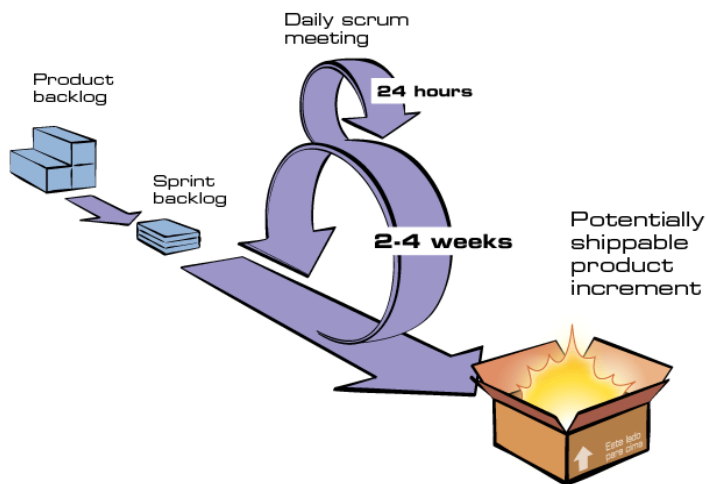 Daily scrum
meeting
24 hours
Product
backlog
Sprint
backlog
2-4 weeks
Potentially
shippable
product
increment
Este lado
para cima